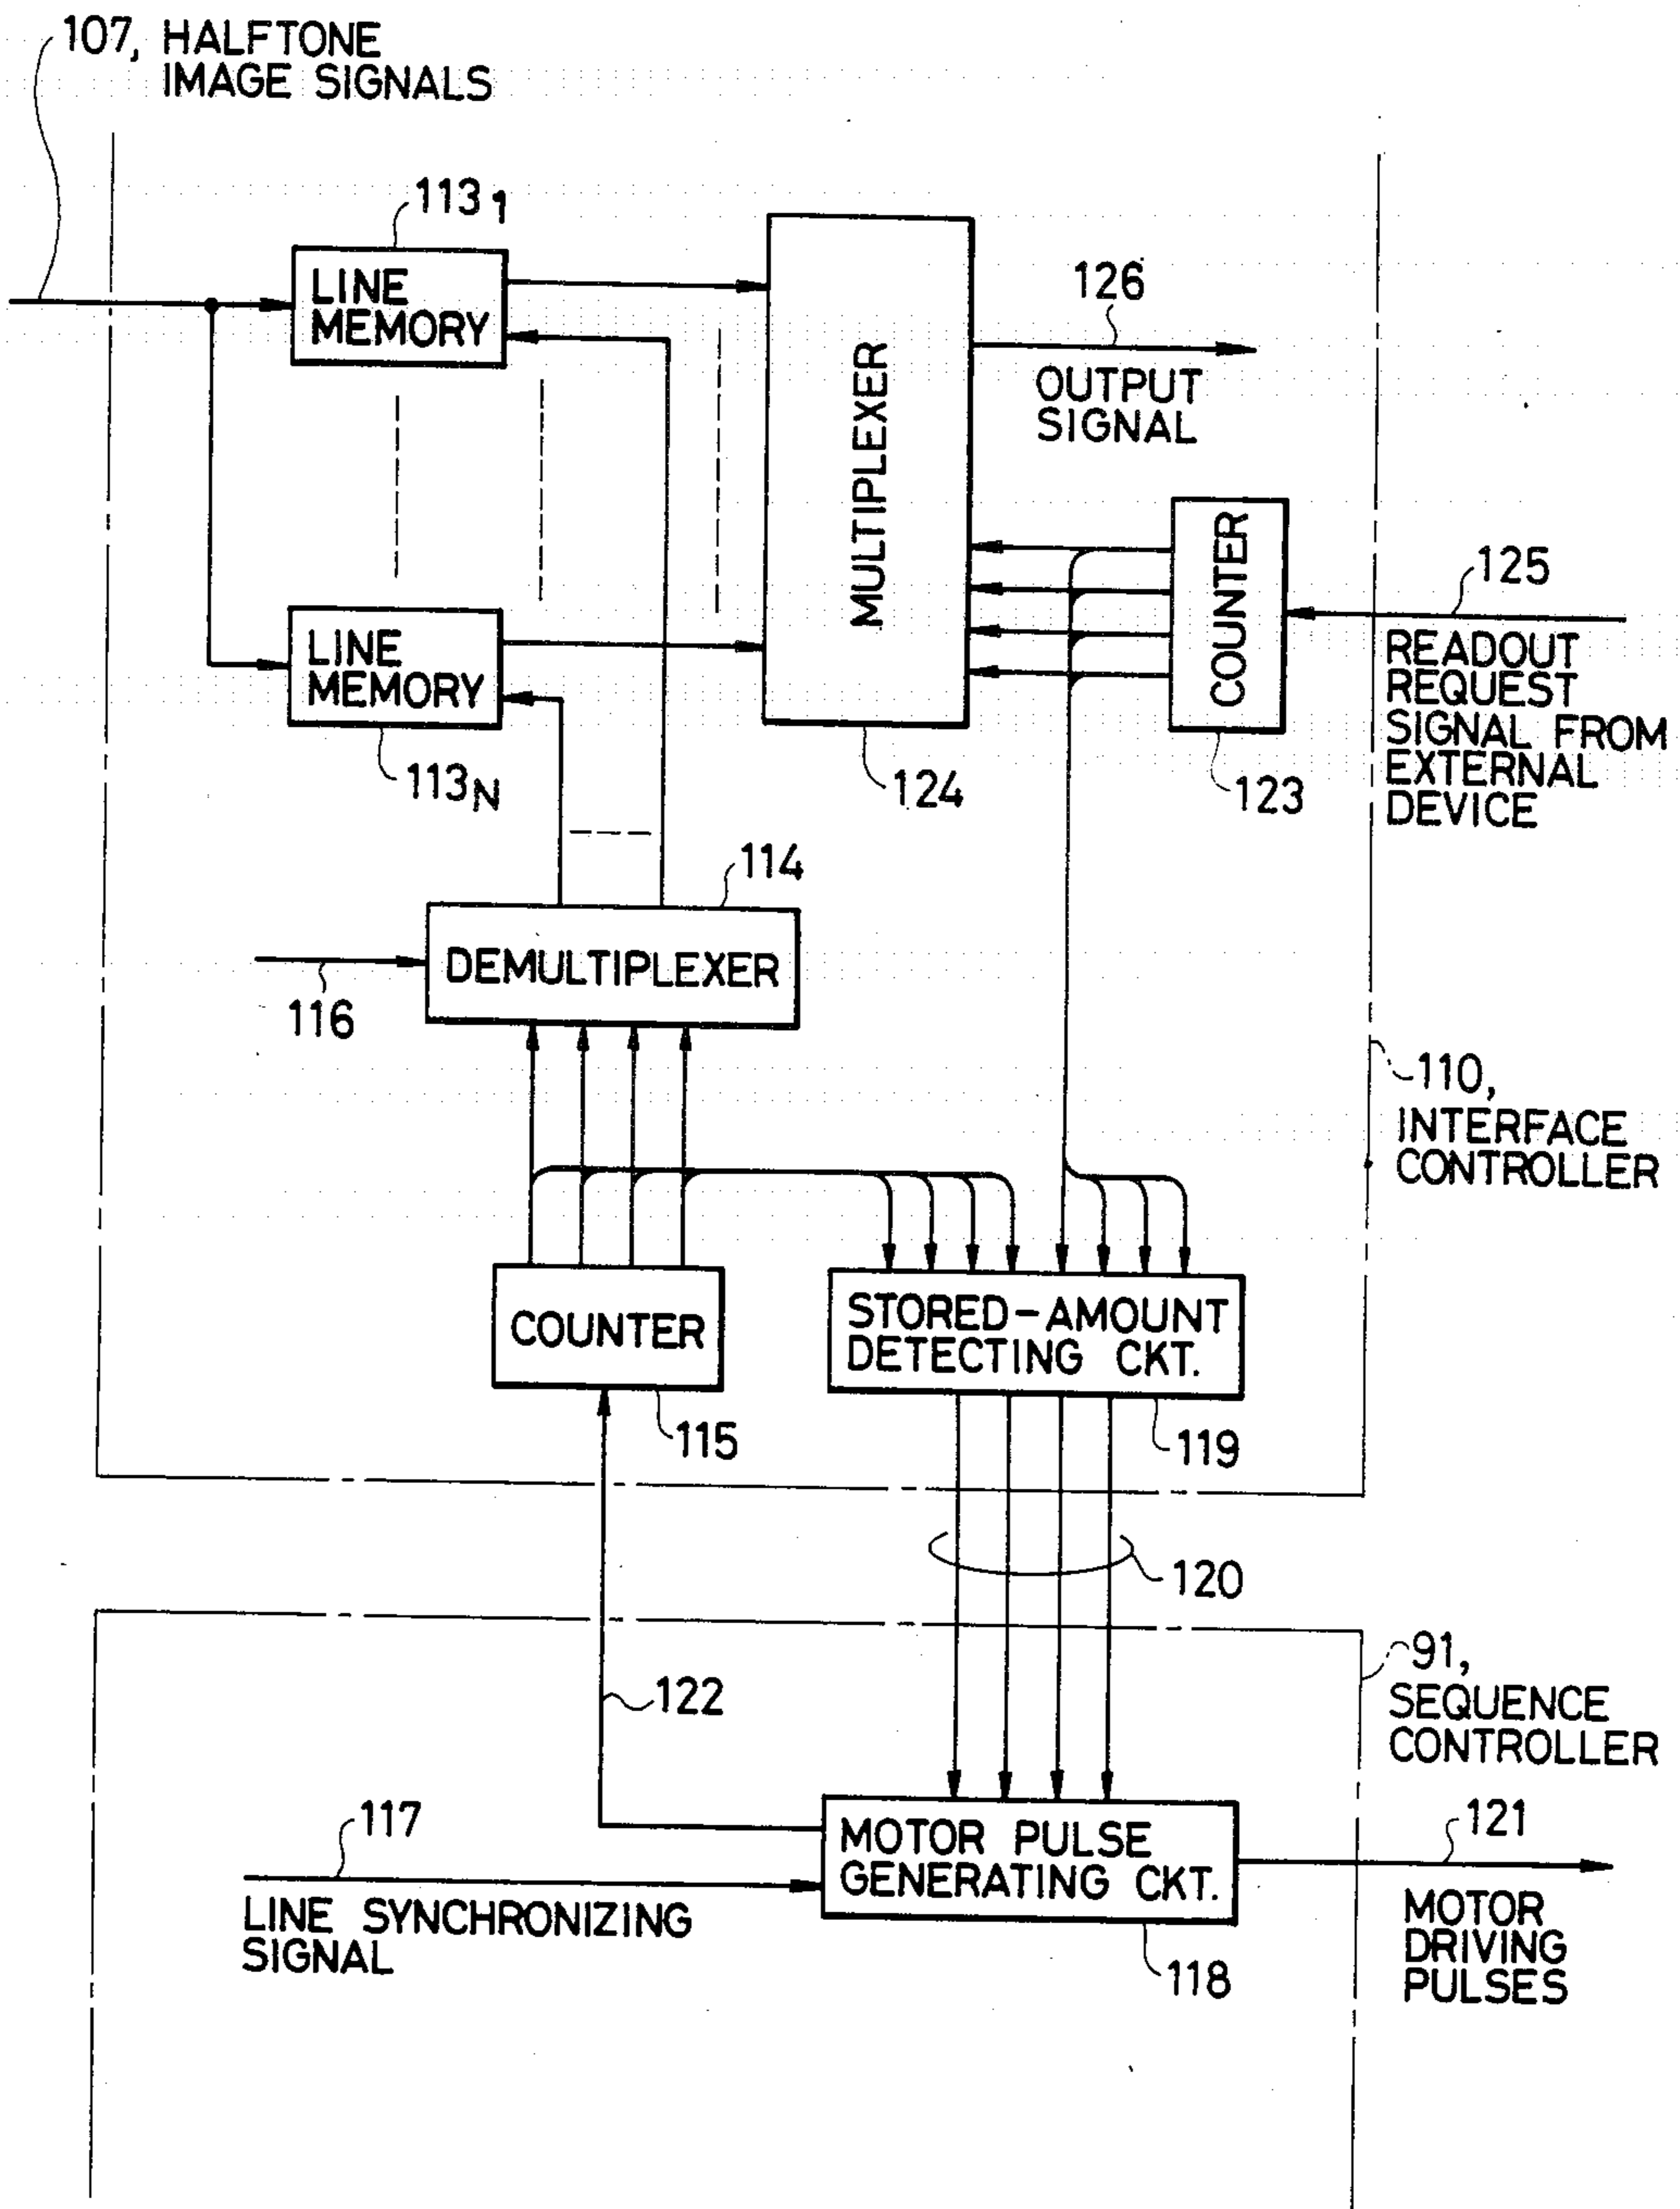 107, HALFTONE
IMAGE SIGNALS
113 1
LINE
MEMORY
126
OUTPUT
SIGNAL
MULTIPLEXER
COUNTER
125
READOUT
REQUEST
SIGNAL FROM
EXTERNAL
DEVICE
LINE
MEMORY
113 N
124
123
114
DEMULTIPLEXER
116
110,
INTERFACE
CONTROLLER
COUNTER
STORED-AMOUNT
DETECTING CKT.
115
119
120
91,
SEQUENCE
CONTROLLER
122
117
LINE SYNCHRONIZING
SIGNAL
MOTOR PULSE
GENERATING CKT.
121
MOTOR
DRIVING
PULSES
118